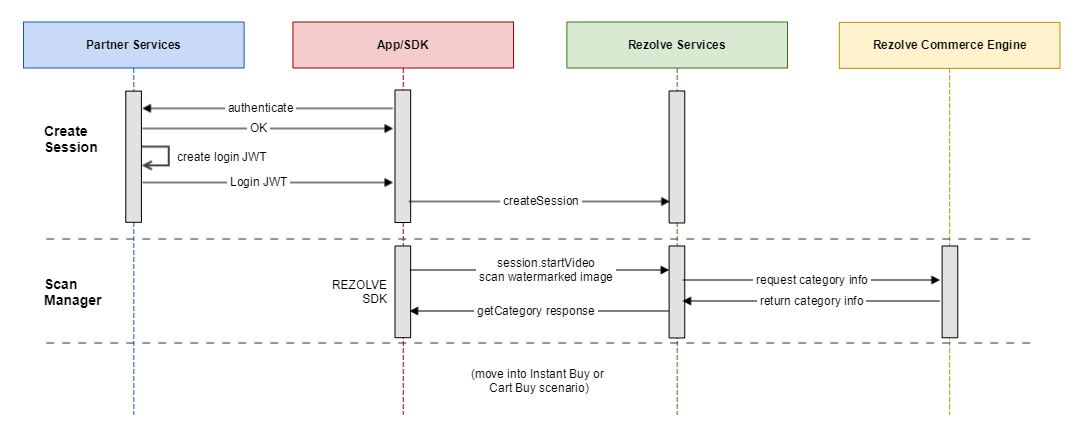 Partner Services
App/SDK
Rezolve Services
Rezolve Commerce Engine
Create
Session
authenticate
OK
create login JWT
Login JWT
createSession
Scan
Manager
REZOLVE
SDK
session.startVideo
scan watermarked image
request category info
return category info
getCategory response
(move into Instant Buy or
Cart Buy scenario)